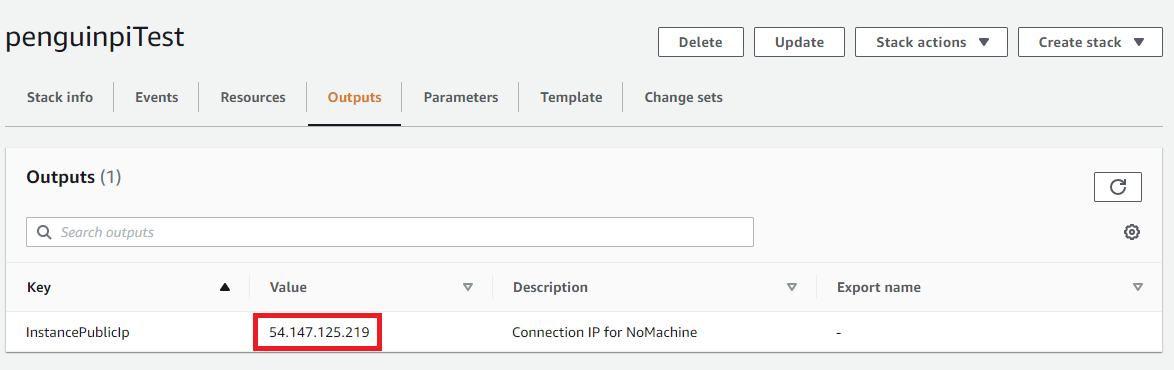 penguinpiTest
Delete Update Stack actions Create stack
Stack info Events Resources Outputs Parameters Template Change sets
Outputs (1)
Search outputs
Key Value Description Export name
InstancePublicIp 54.147.125.219 Connection IP for NoMachine -